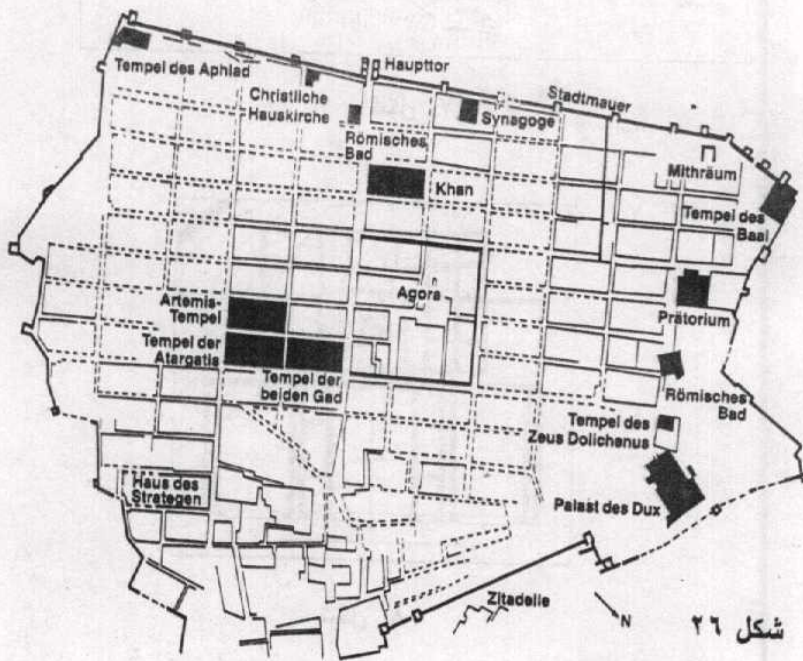 Haupttor
Tempel des Aphlad
Christliche
Hauskirche
Stadtmauer
Synagoge
Römisches
Bad
Mithräum
Khan
Tempel des
Baal
Agora
Artemis-
Tempel
Prätorium
Tempel der
Atargatis
Tempel der
beiden Gad
Römisches
Bad
Tempel des
Zeus Dolichenus
Haus des
Strategen
Palast des Dux
Zitadelle
N
شكل ٢٦